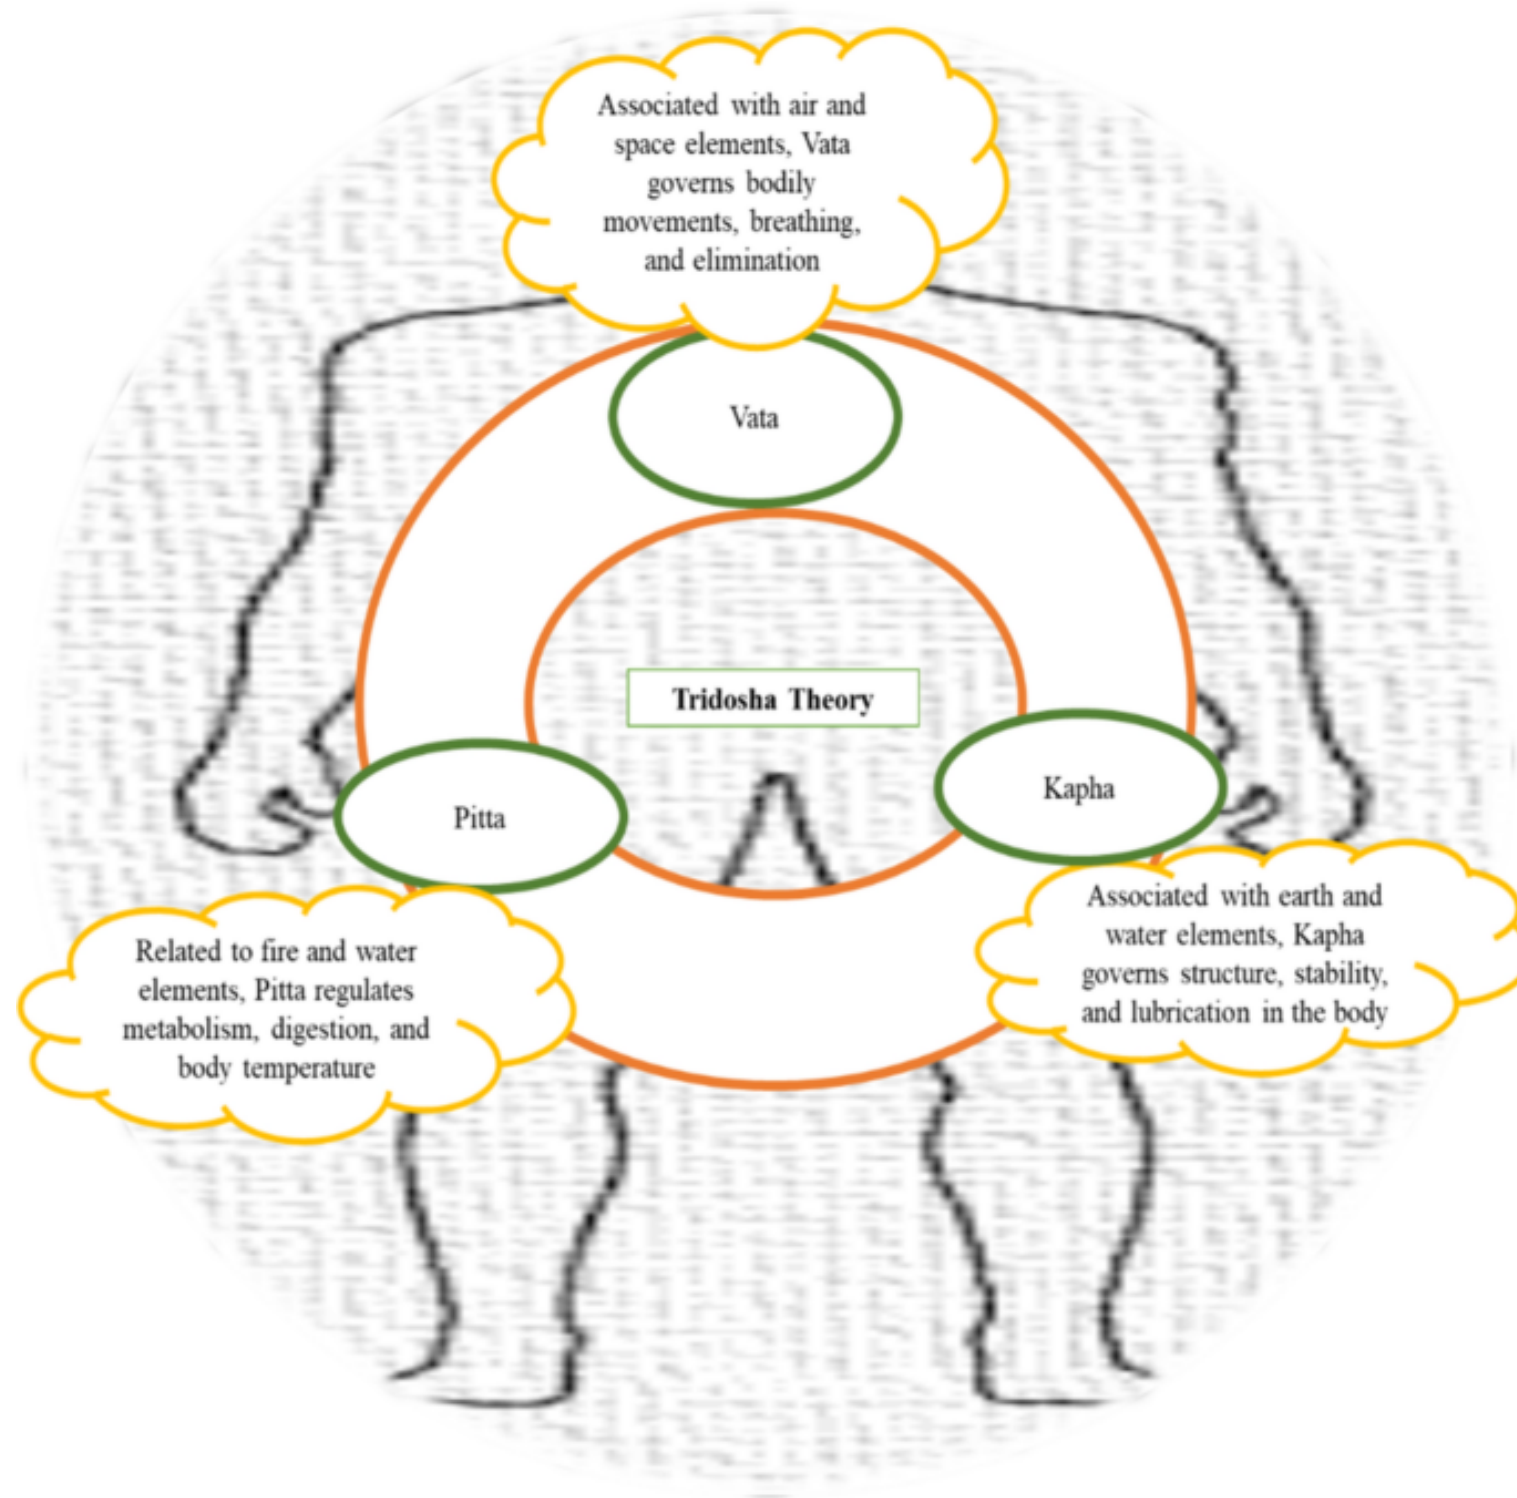 Associated with air and
space elements, Vata
governs bodily
movements, breathing,
and elimination
Vata
Tridosha Theory
Pitta
Kapha
Related to fire and water
elements, Pitta regulates
metabolism, digestion, and
body temperature
Associated with earth and
water elements, Kapha
governs structure, stability,
and lubrication in the body